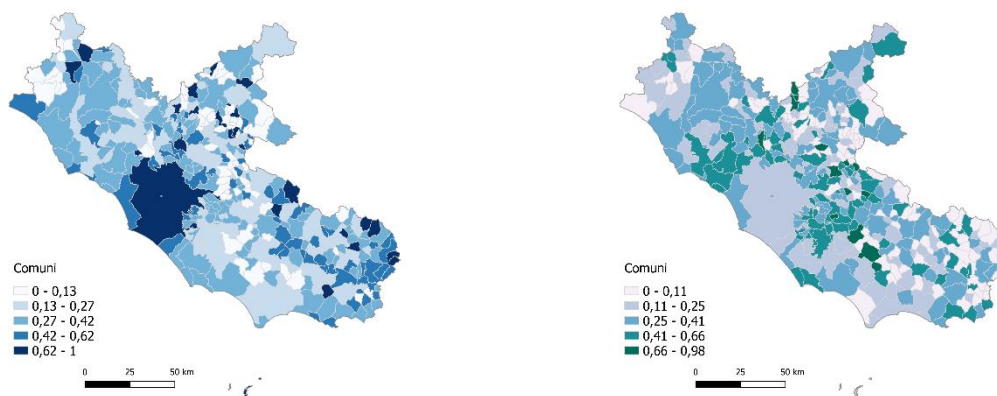 Comuni
0 - 0,13
0,13 - 0,27
0,27 - 0,42
0,42 - 0,62
0,62 - 1
0 25 50 km
Comuni
0 - 0,11
0,11 - 0,25
0,25 - 0,41
0,41 - 0,66
0,66 - 0,98
0 25 50 km